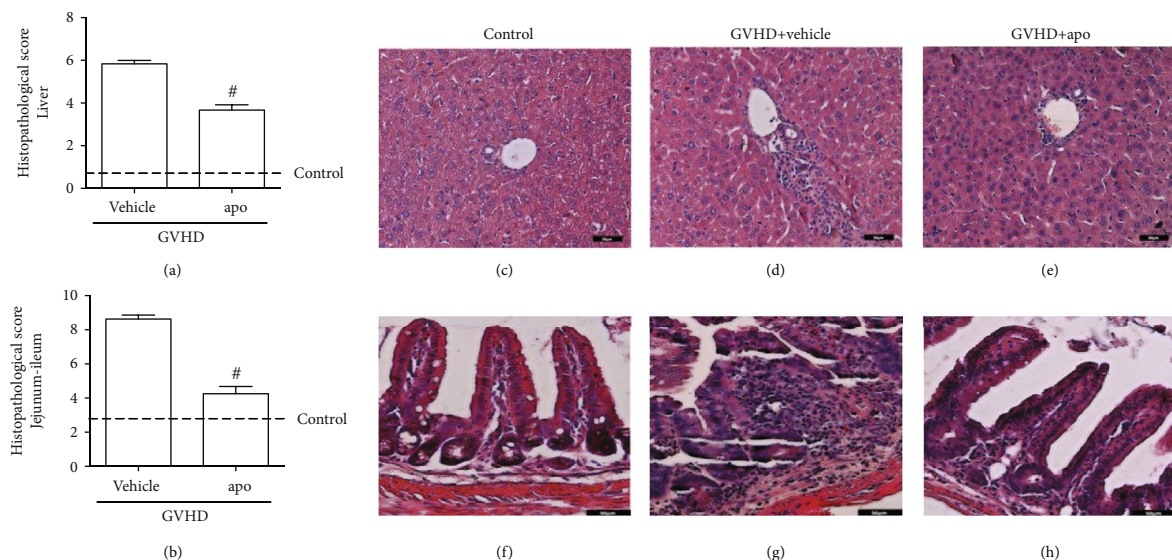 Histopathological score
Liver
8
6
4
2
0
#
Control
Vehicle
apo
GVHD
(a)
Control
GVHD+vehicle
GVHD+apo
(c)
(d)
(e)
Histopathological score
Jejunum-ileum
10
8
6
4
2
0
#
Control
Vehicle
apo
GVHD
(b)
(f)
(g)
(h)